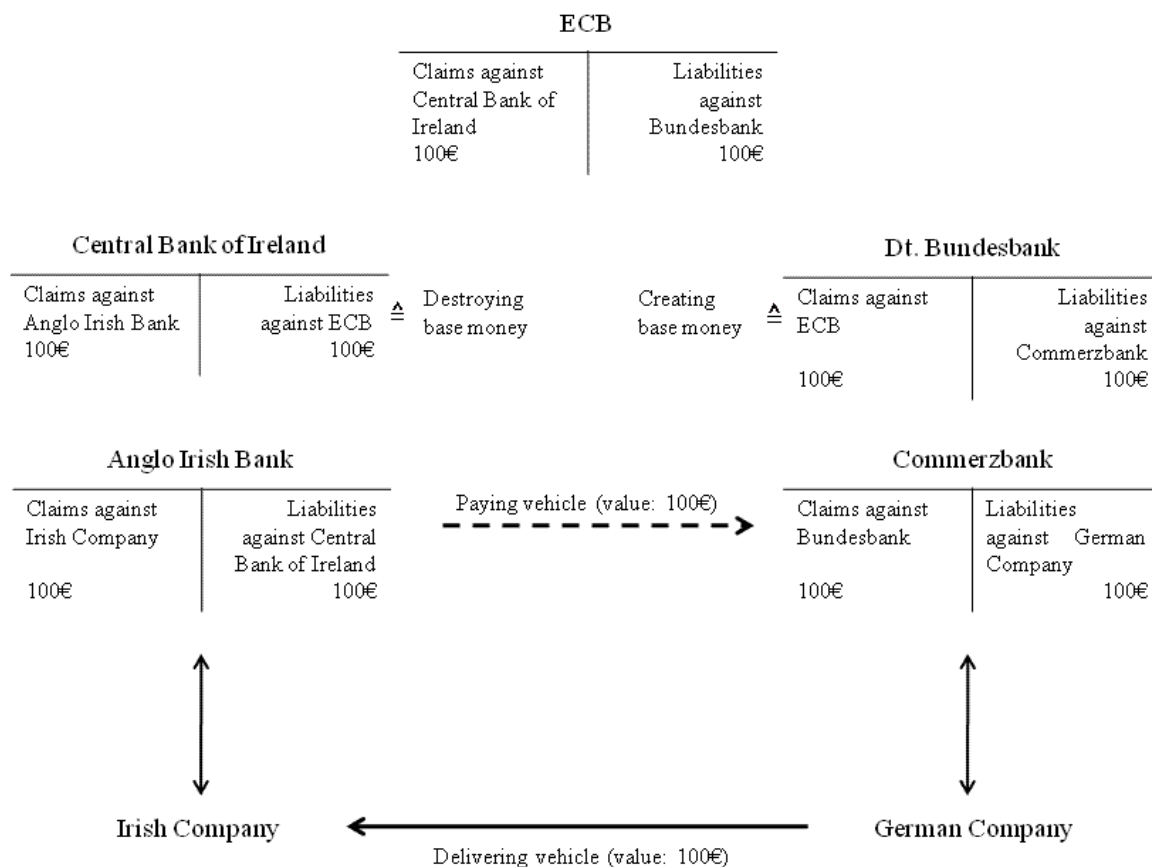 ECB
Claims against
Central Bank of
Ireland
100€
Liabilities
against
Bundesbank
100€
Central Bank of Ireland
Claims against
Anglo Irish Bank
100€
Liabilities
against ECB
100€
≙ Destroying
base money
Creating
base money ≙
Dt. Bundesbank
Claims against
ECB
100€
Liabilities
against
Commerzbank
100€
Anglo Irish Bank
Claims against
Irish Company
100€
Liabilities
against Central
Bank of Ireland
100€
Paying vehicle (value: 100€)
Commerzbank
Claims against
Bundesbank
100€
Liabilities
against German
Company
100€
Irish Company
German Company
Delivering vehicle (value: 100€)